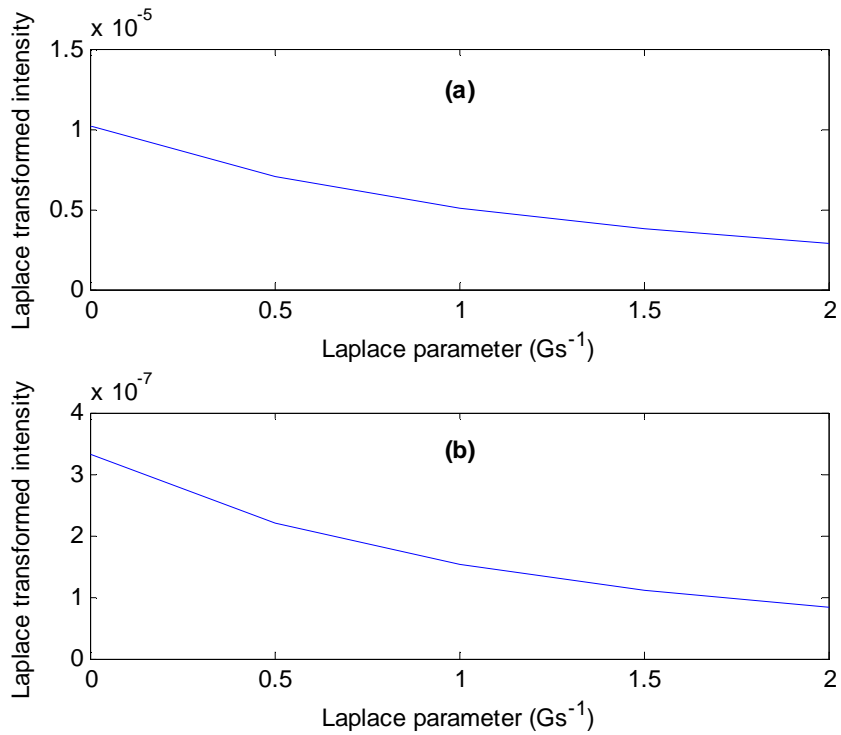 x 10^-5
1.5
1
0.5
0
0 0.5 1 1.5 2
(a)
Laplace transformed intensity
Laplace parameter (Gs^-1)
x 10^-7
4
3
2
1
0
0 0.5 1 1.5 2
(b)
Laplace transformed intensity
Laplace parameter (Gs^-1)